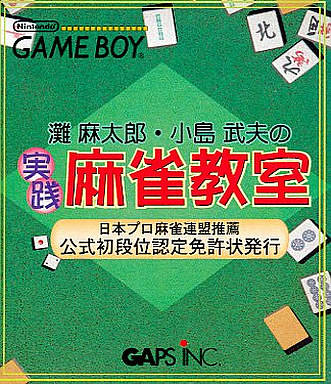 Nintendo
GAME BOY®
灘 麻太郎・小島 武夫の
実践
麻雀教室
日本プロ麻雀連盟推薦
公式初段位認定免許状発行
GAPS INC.
北